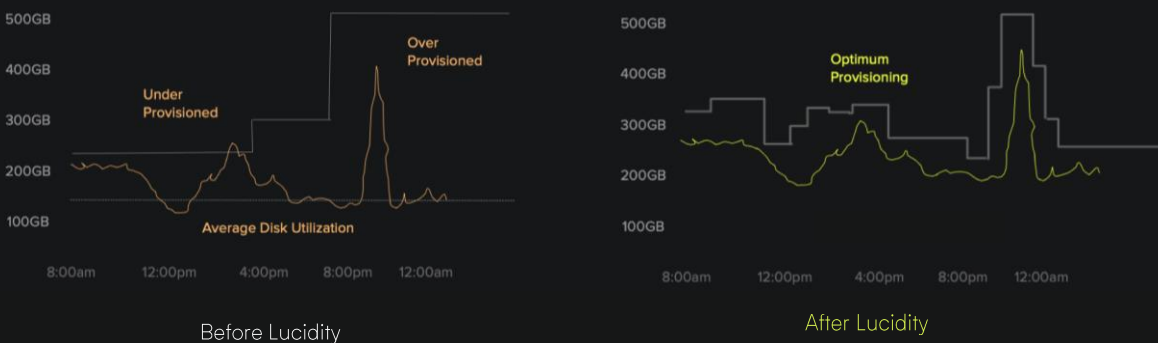 500GB
400GB
300GB
200GB
100GB
Under
Provisioned
Over
Provisioned
Average Disk Utilization
8:00am 12:00pm 4:00pm 8:00pm 12:00am
Before Lucidity
500GB
400GB
300GB
200GB
100GB
Optimum
Provisioning
8:00am 12:00pm 4:00pm 8:00pm 12:00am
After Lucidity